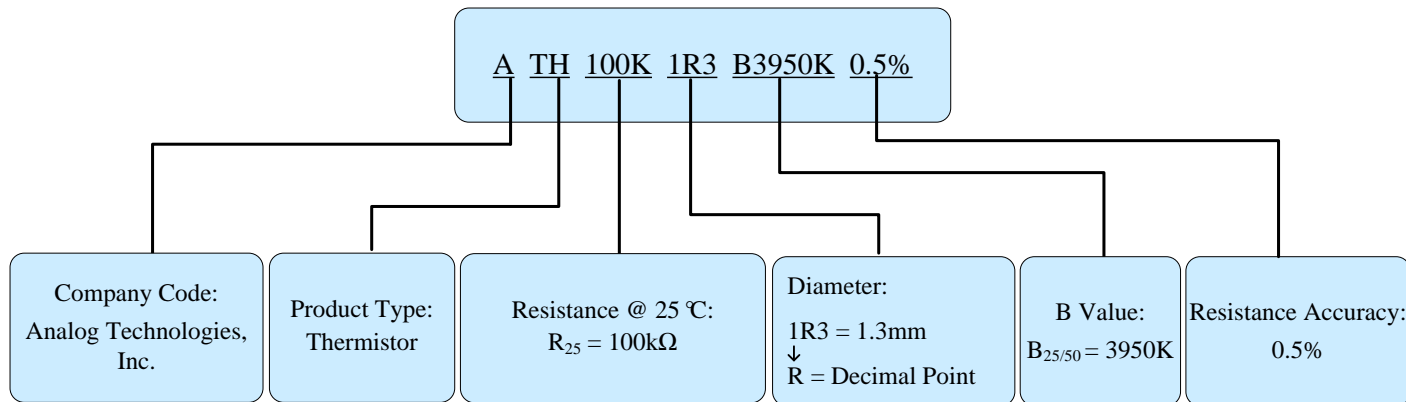 A TH 100K 1R3 B3950K 0.5%
Company Code:
Analog Technologies,
Inc.
Product Type:
Thermistor
Resistance @ 25 ℃:
R₂₅ = 100kΩ
Diameter:
1R3 = 1.3mm
↓
R = Decimal Point
B Value:
B₂₅/₅₀ = 3950K
Resistance Accuracy:
0.5%